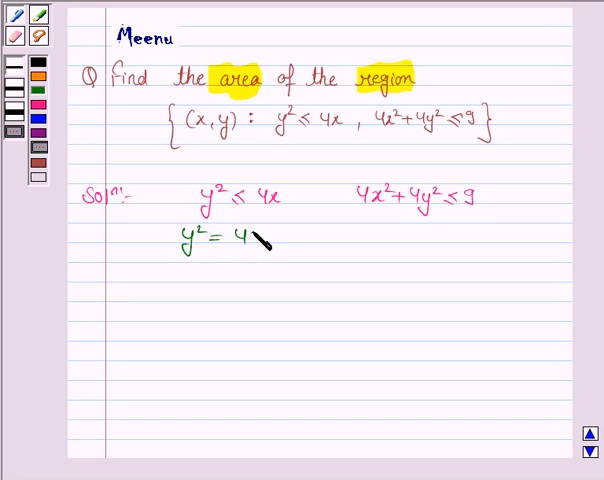 Meenu
Q Find the area of the region
{(x,y) : y² ≤ 4x , 4x²+4y² ≤ 9}
Solⁿ:- y² ≤ 4x 4x²+4y² ≤ 9
y² = 4